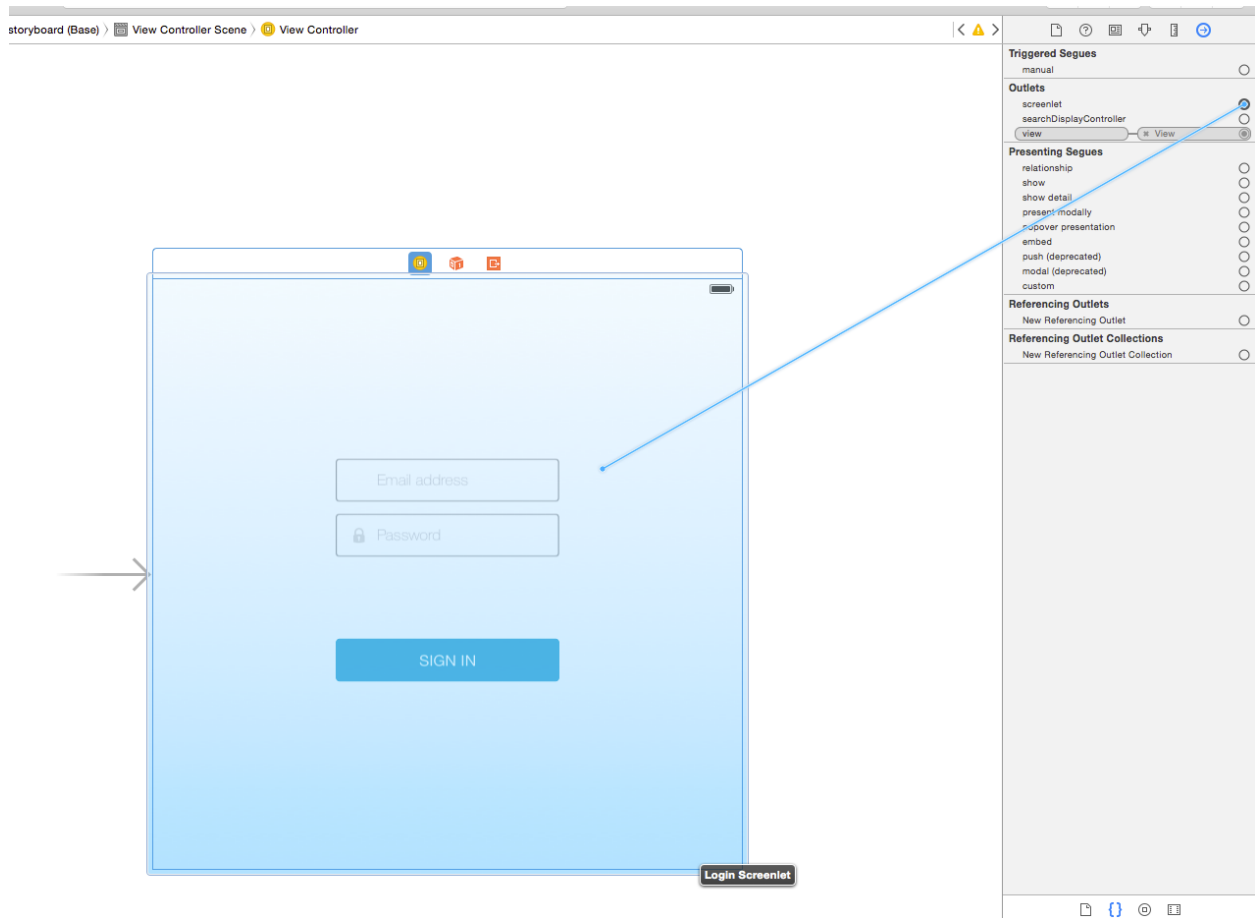 storyboard (Base) 〉 View Controller Scene 〉 View Controller
Triggered Segues
manual
Outlets
screenlet
searchDisplayController
view
View
Presenting Segues
relationship
show
show detail
present modally
popover presentation
embed
push (deprecated)
modal (deprecated)
custom
Referencing Outlets
New Referencing Outlet
Referencing Outlet Collections
New Referencing Outlet Collection
Email address
Password
SIGN IN
Login Screenlet